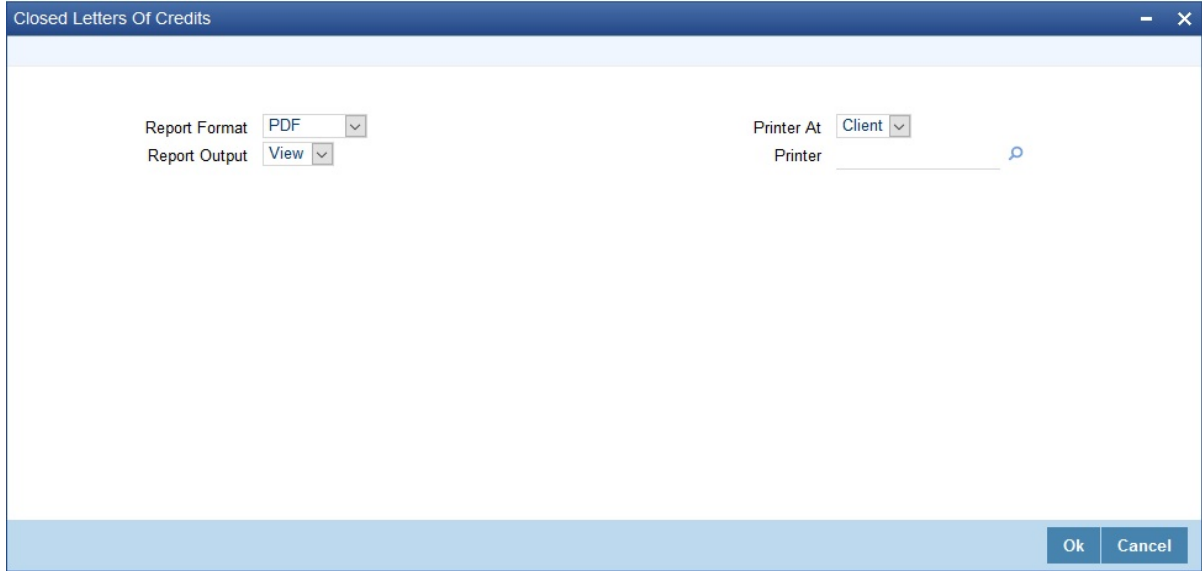 Closed Letters Of Credits
Report Format PDF Printer At Client
Report Output View Printer
Ok Cancel